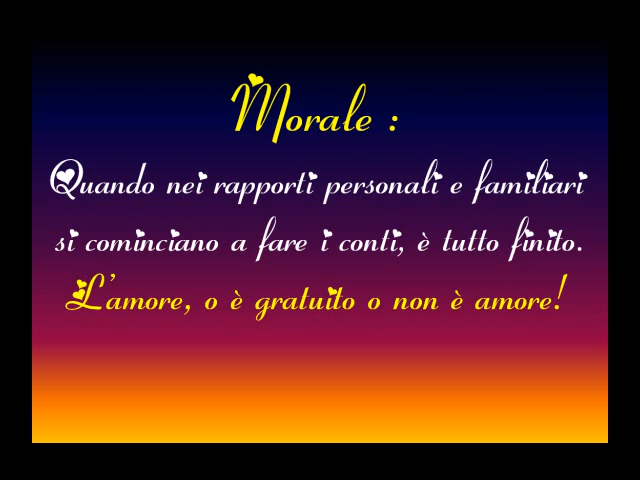 Morale :
Quando nei rapporti personali e familiari
si cominciano a fare i conti, è tutto finito.
L'amore, o è gratuito o non è amore!